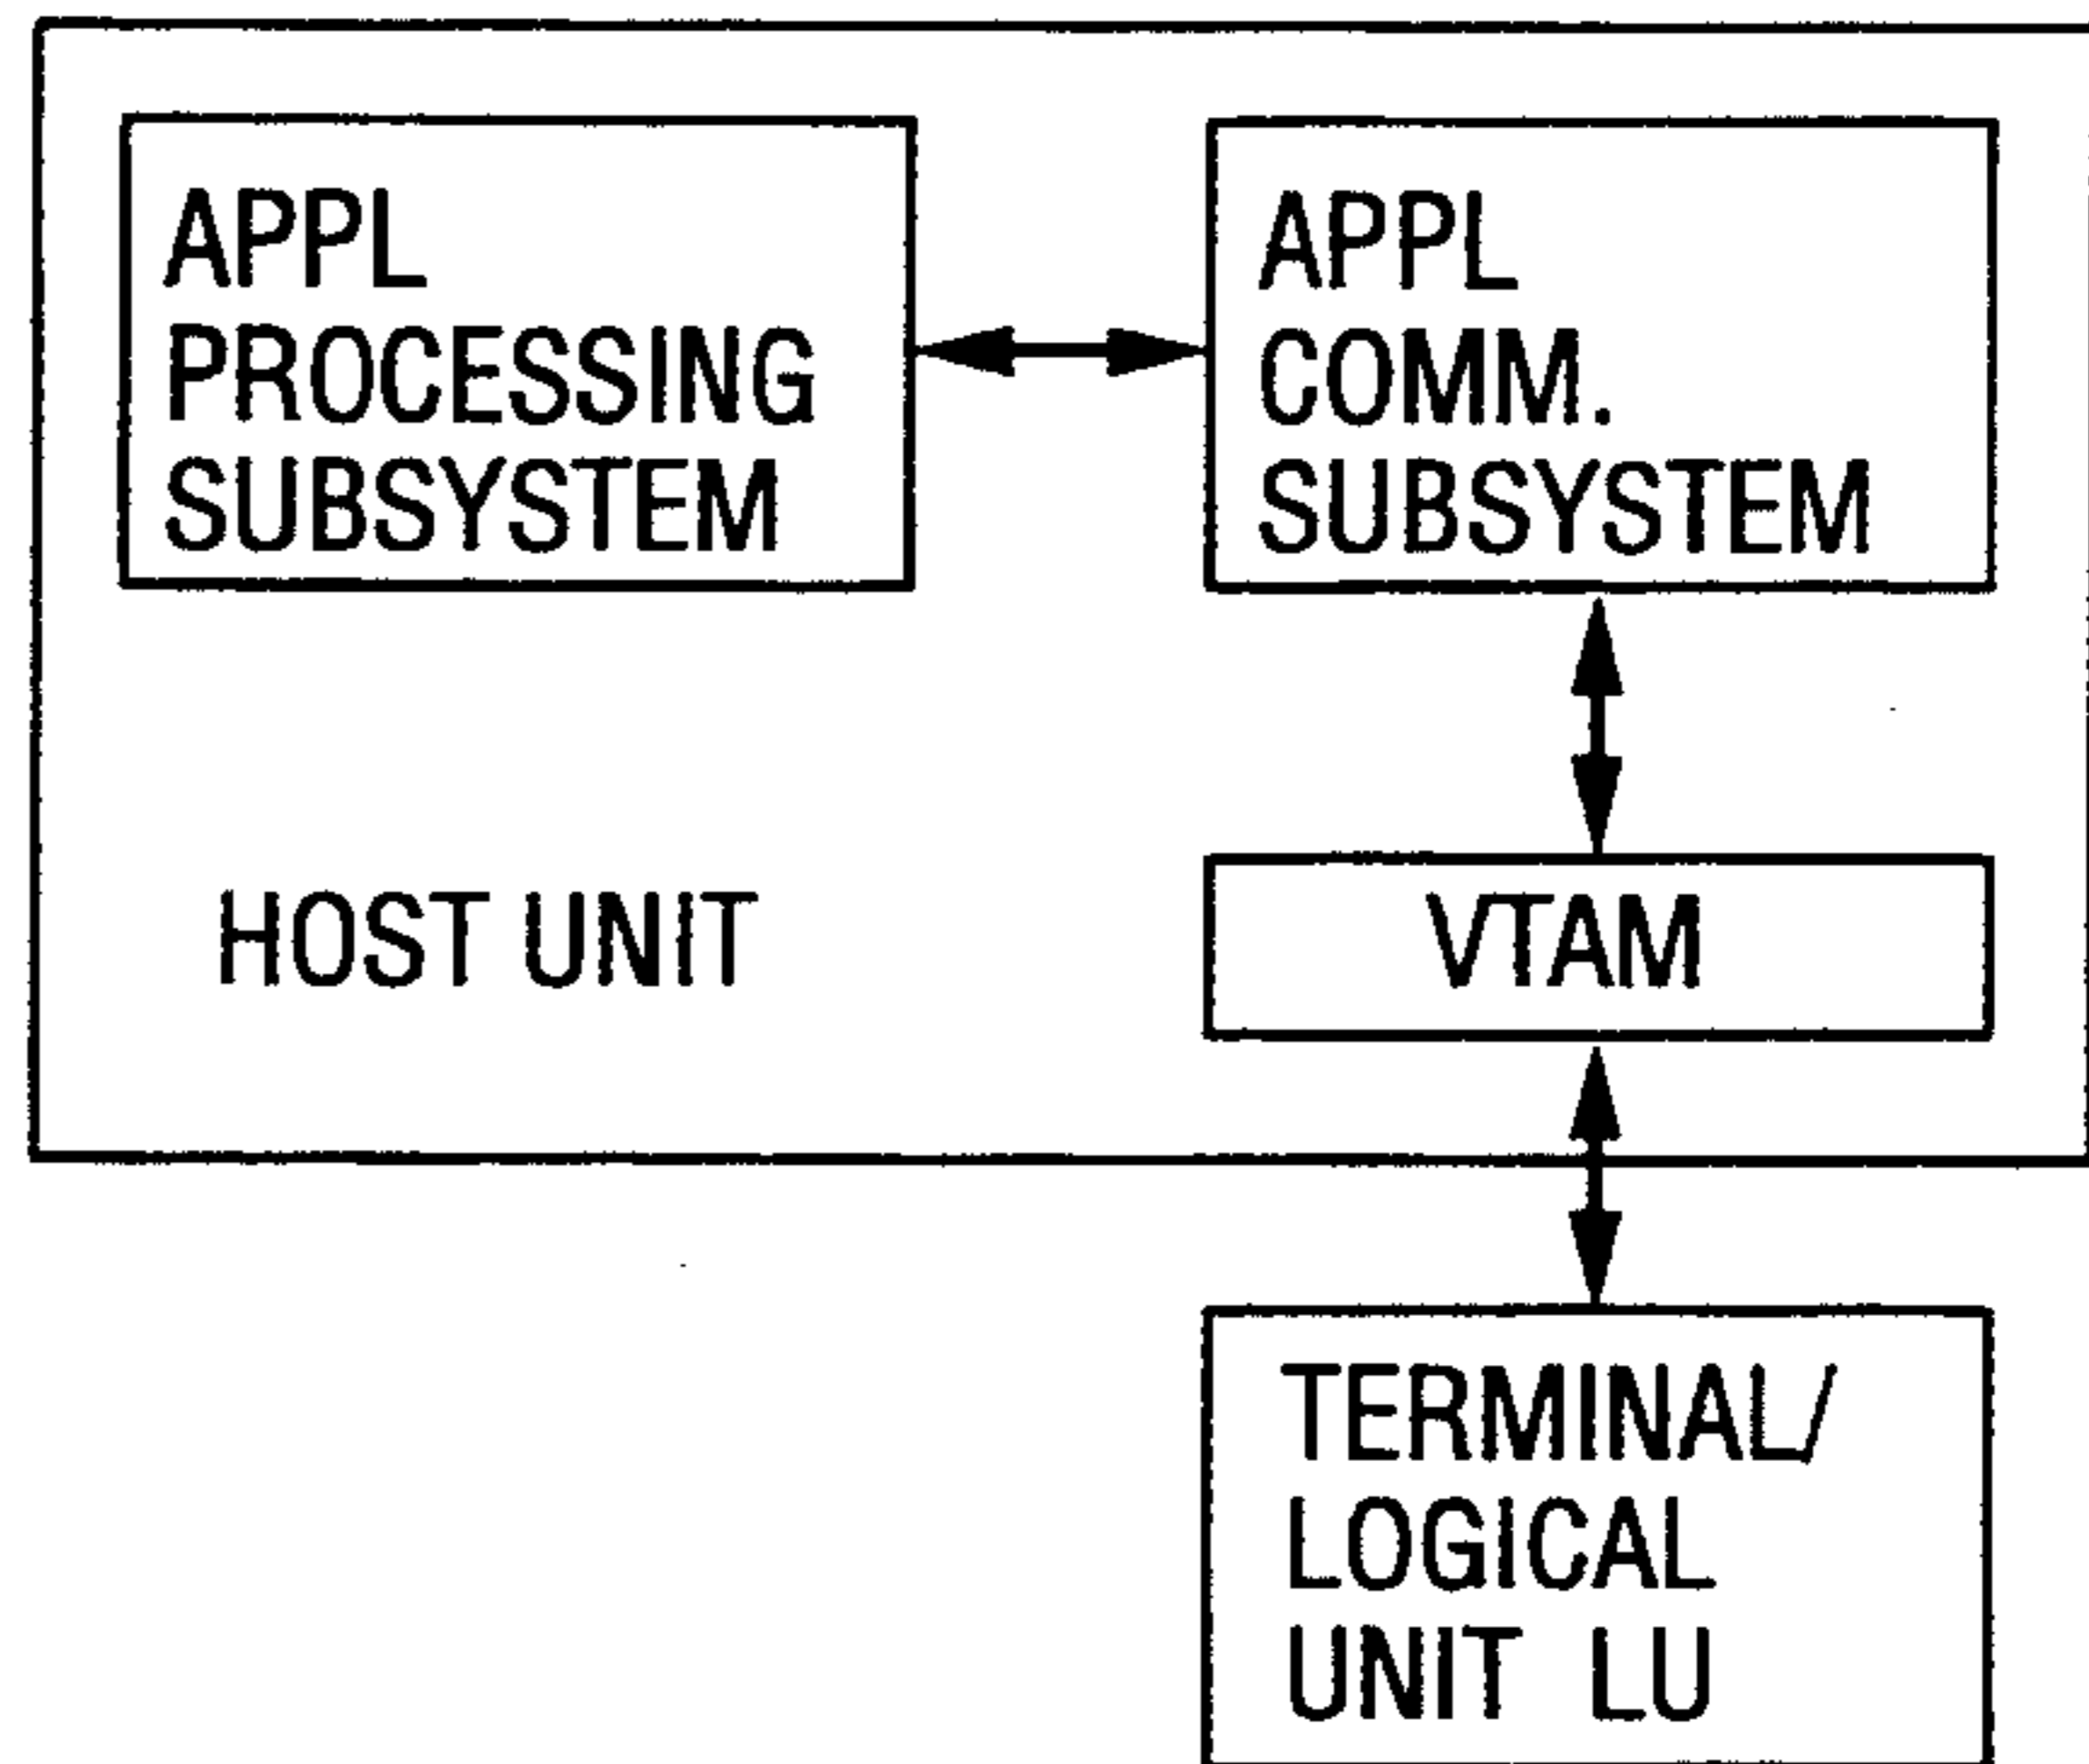 APPL
PROCESSING
SUBSYSTEM
APPL
COMM.
SUBSYSTEM
HOST UNIT
VTAM
TERMINAL/
LOGICAL
UNIT LU